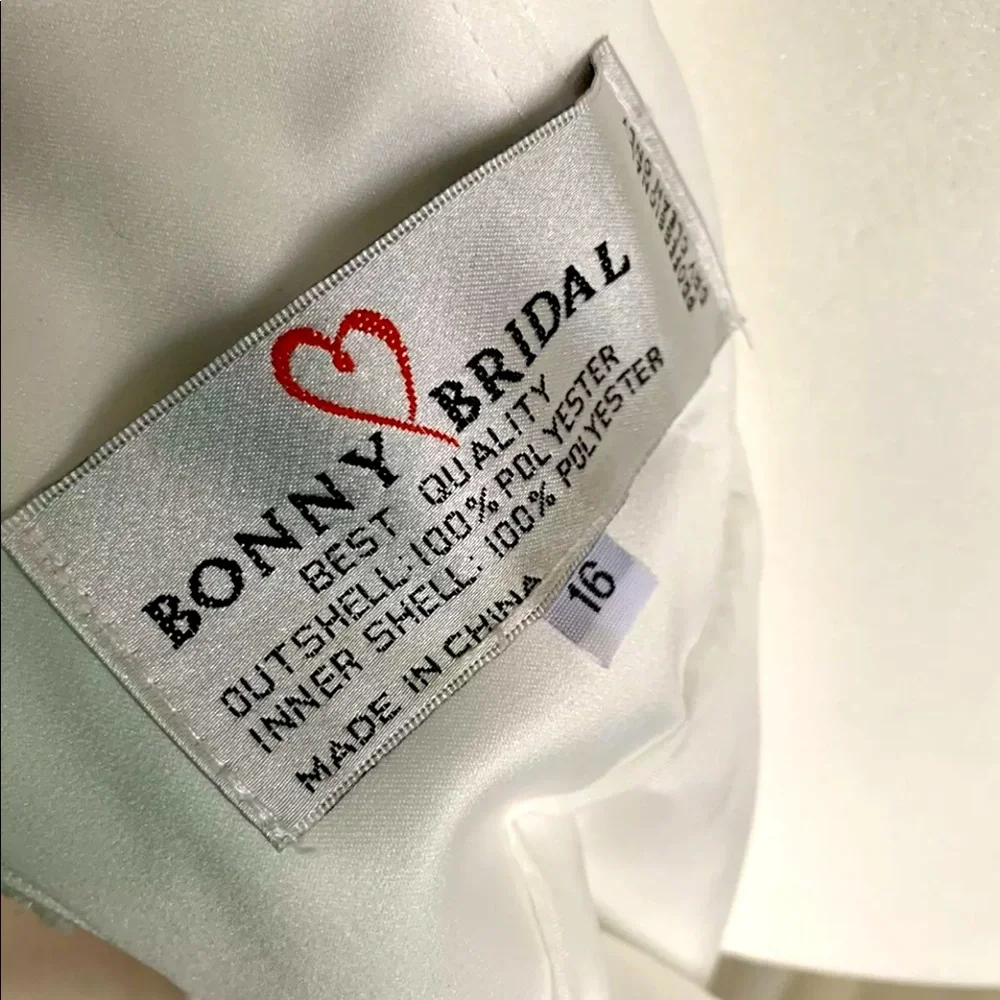 BONNY BRIDAL
BEST QUALITY
OUTSHELL:100%POLYESTER
INNER SHELL: 100% POLYESTER
MADE IN CHINA
16